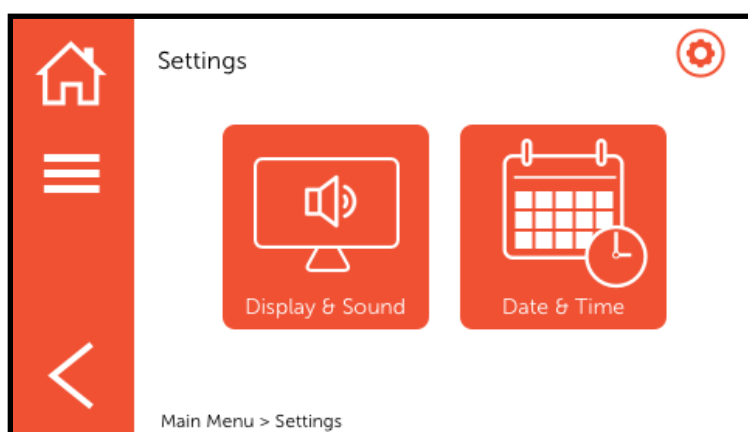 Settings
Display & Sound
Date & Time
Main Menu > Settings